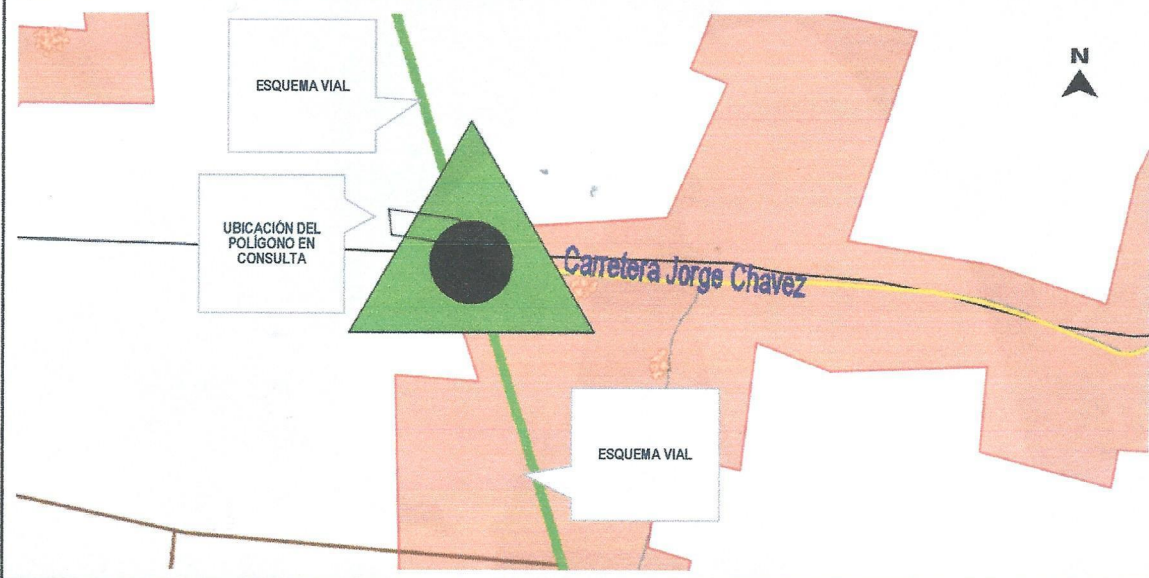 ESQUEMA VIAL
N
UBICACIÓN DEL
POLÍGONO EN
CONSULTA
Carretera Jorge Chavez
ESQUEMA VIAL